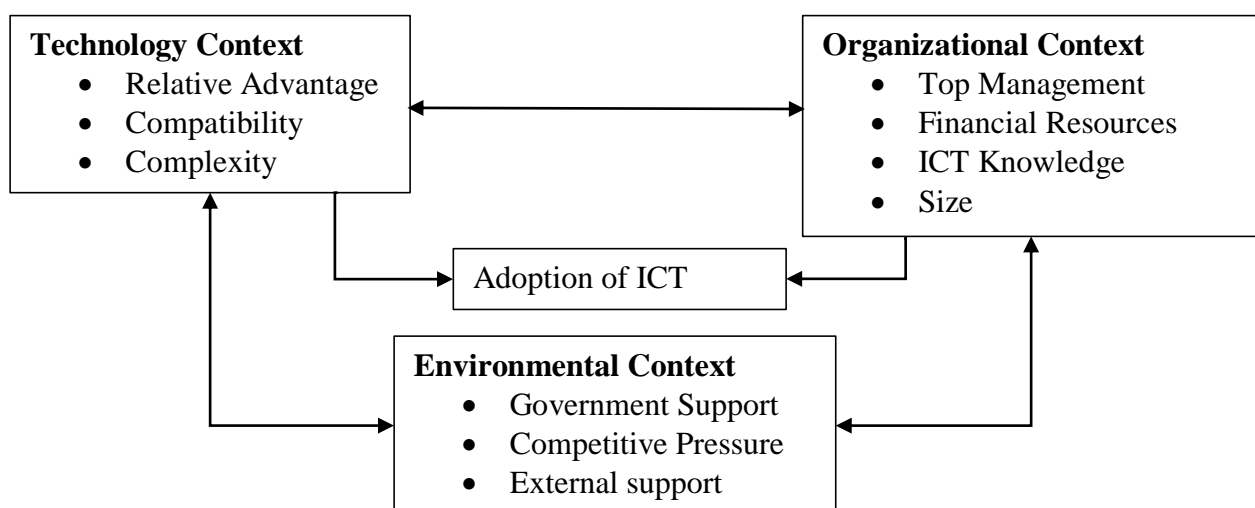 Technology Context
• Relative Advantage
• Compatibility
• Complexity
Organizational Context
• Top Management
• Financial Resources
• ICT Knowledge
• Size
Adoption of ICT
Environmental Context
• Government Support
• Competitive Pressure
• External support